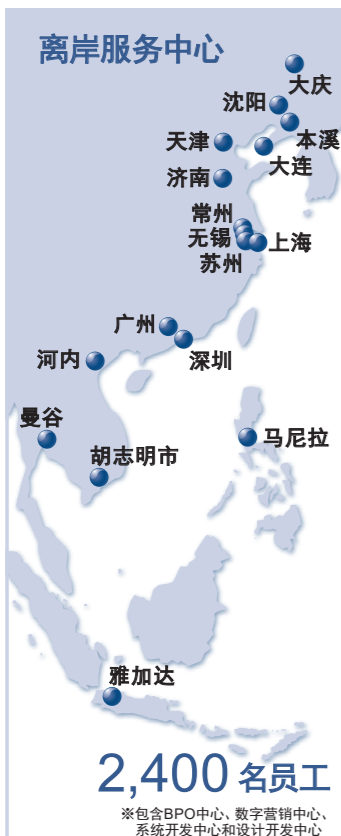 离岸服务中心
大庆
沈阳
本溪
天津
大连
济南
常州
无锡
上海
苏州
广州
深圳
河内
曼谷
马尼拉
胡志明市
雅加达
2,400 名员工
※包含BPO中心、数字营销中心、
系统开发中心和设计开发中心